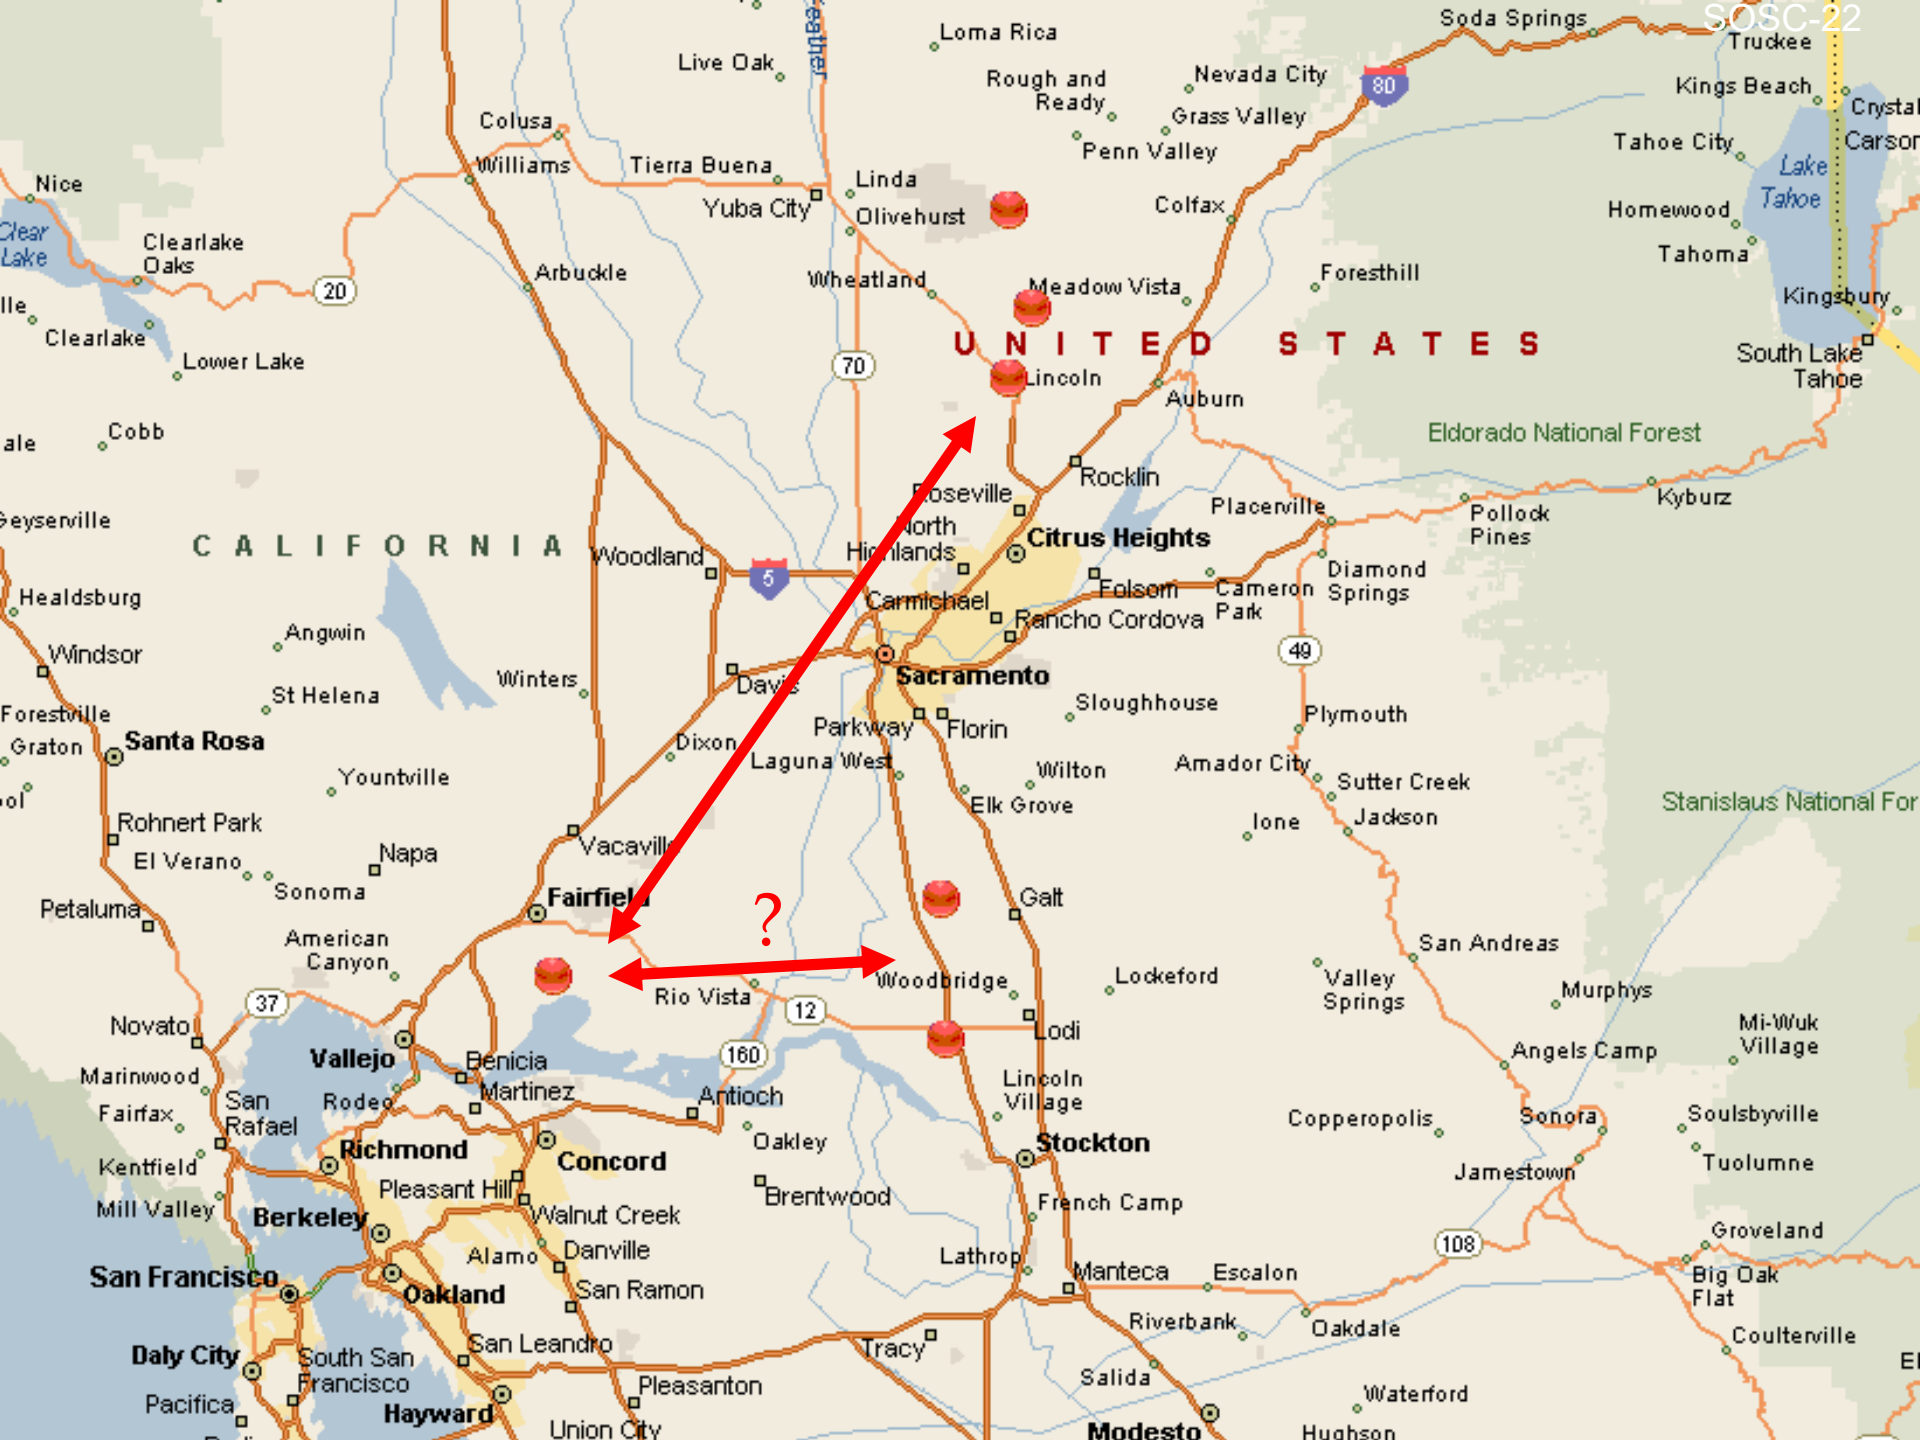 SOSC-22
Soda Springs
Truckee
Loma Rica
Live Oak
Rough and
Ready
Nevada City
80
Kings Beach
Crystal
Grass Valley
Colusa
Penn Valley
Tahoe City
Carson
Williams
Tierra Buena
Linda
Lake
Tahoe
Nice
Yuba City
Olivehurst
Colfax
Homewood
Clear
Lake
Clearlake
Oaks
Tahoma
Arbuckle
Wheatland
Meadow Vista
Foresthill
20
Kingsbury
lle
Clearlake
UNITED STATES
South Lake
Tahoe
Lower Lake
70
Lincoln
Auburn
Cobb
ale
Eldorado National Forest
Rocklin
Roseville
Kyburz
Geyserville
North
Highlands
Placerville
Pollock
Pines
CALIFORNIA
Woodland
5
Citrus Heights
Diamond
Springs
Folsom
Cameron
Park
Healdsburg
Carmichael
Rancho Cordova
Angwin
49
Windsor
Winters
Davis
Sacramento
St Helena
Sloughhouse
Forestville
Parkway
Florin
Plymouth
Graton
Santa Rosa
Dixon
Laguna West
Wilton
Amador City
Sutter Creek
Yountville
Elk Grove
ol
Stanislaus National For
Rohnert Park
Ione
Jackson
Vacaville
El Verano
Napa
Sonoma
Fairfield
Galt
Petaluma
?
American
Canyon
San Andreas
Woodbridge
Lockeford
Valley
Springs
Rio Vista
Murphys
37
12
Novato
Lodi
Mi-Wuk
Village
Vallejo
Benicia
160
Angels Camp
Marinwood
Martinez
Lincoln
Village
San
Rafael
Rodeo
Antioch
Fairfax
Copperopolis
Sonora
Soulsbyville
Oakley
Richmond
Concord
Stockton
Kentfield
Jamestown
Tuolumne
Pleasant Hill
Brentwood
Mill Valley
Berkeley
Walnut Creek
French Camp
Alamo
Danville
Lathrop
108
Groveland
San Francisco
Oakland
San Ramon
Manteca
Escalon
Big Oak
Flat
Riverbank
Oakdale
San Leandro
Tracy
Coulterville
Daly City
South San
Francisco
El
Pleasanton
Salida
Waterford
Pacifica
Hayward
Union City
Modesto
Hughson